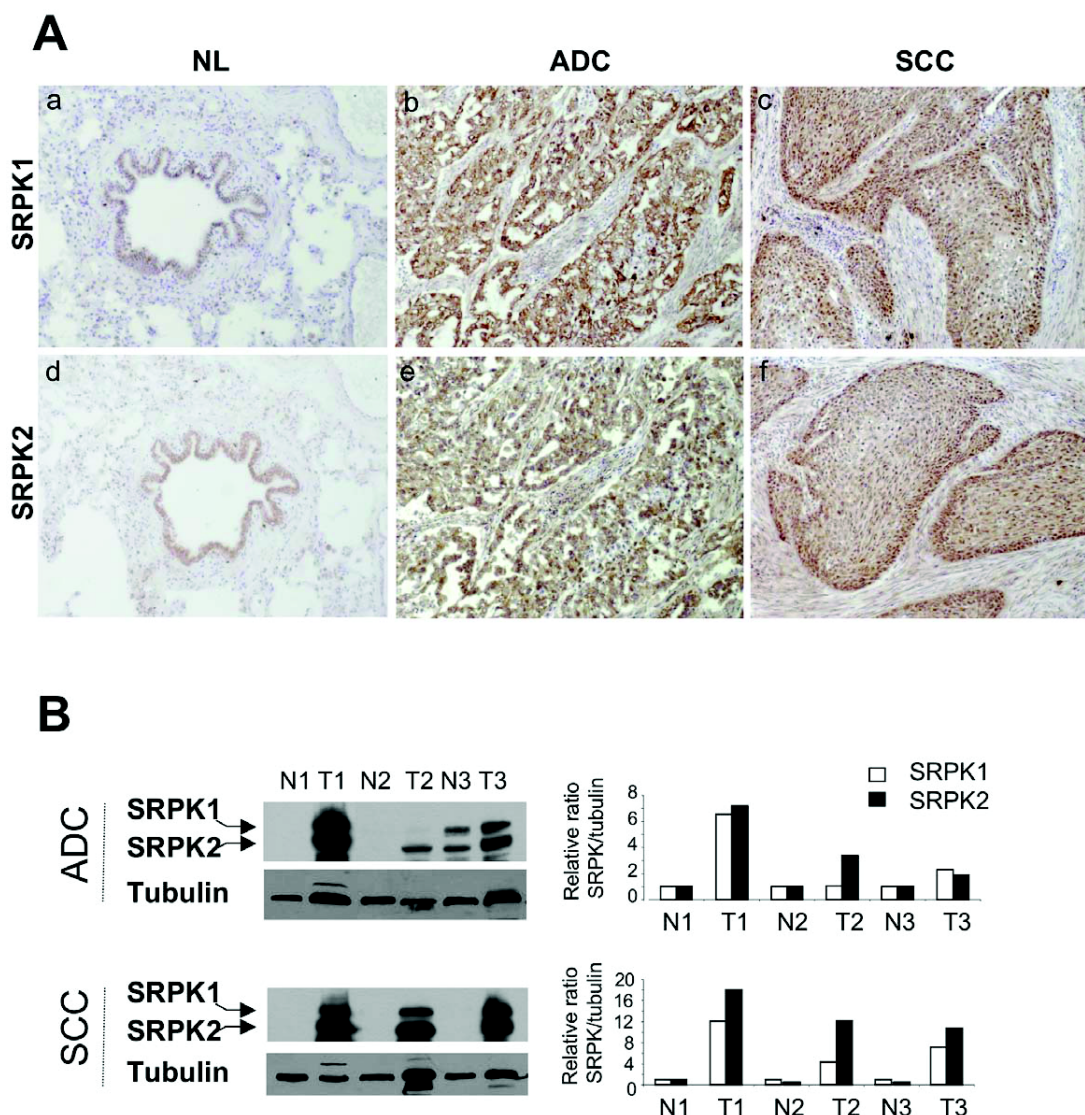 A
NL ADC SCC
SRPK1
a b c
SRPK2
d e f
B
ADC
N1 T1 N2 T2 N3 T3
SRPK1
SRPK2
Tubulin
Relative ratio
SRPK/tubulin
8
6
4
2
0
N1 T1 N2 T2 N3 T3
SRPK1
SRPK2
SCC
SRPK1
SRPK2
Tubulin
Relative ratio
SRPK/tubulin
20
16
12
8
4
0
N1 T1 N2 T2 N3 T3